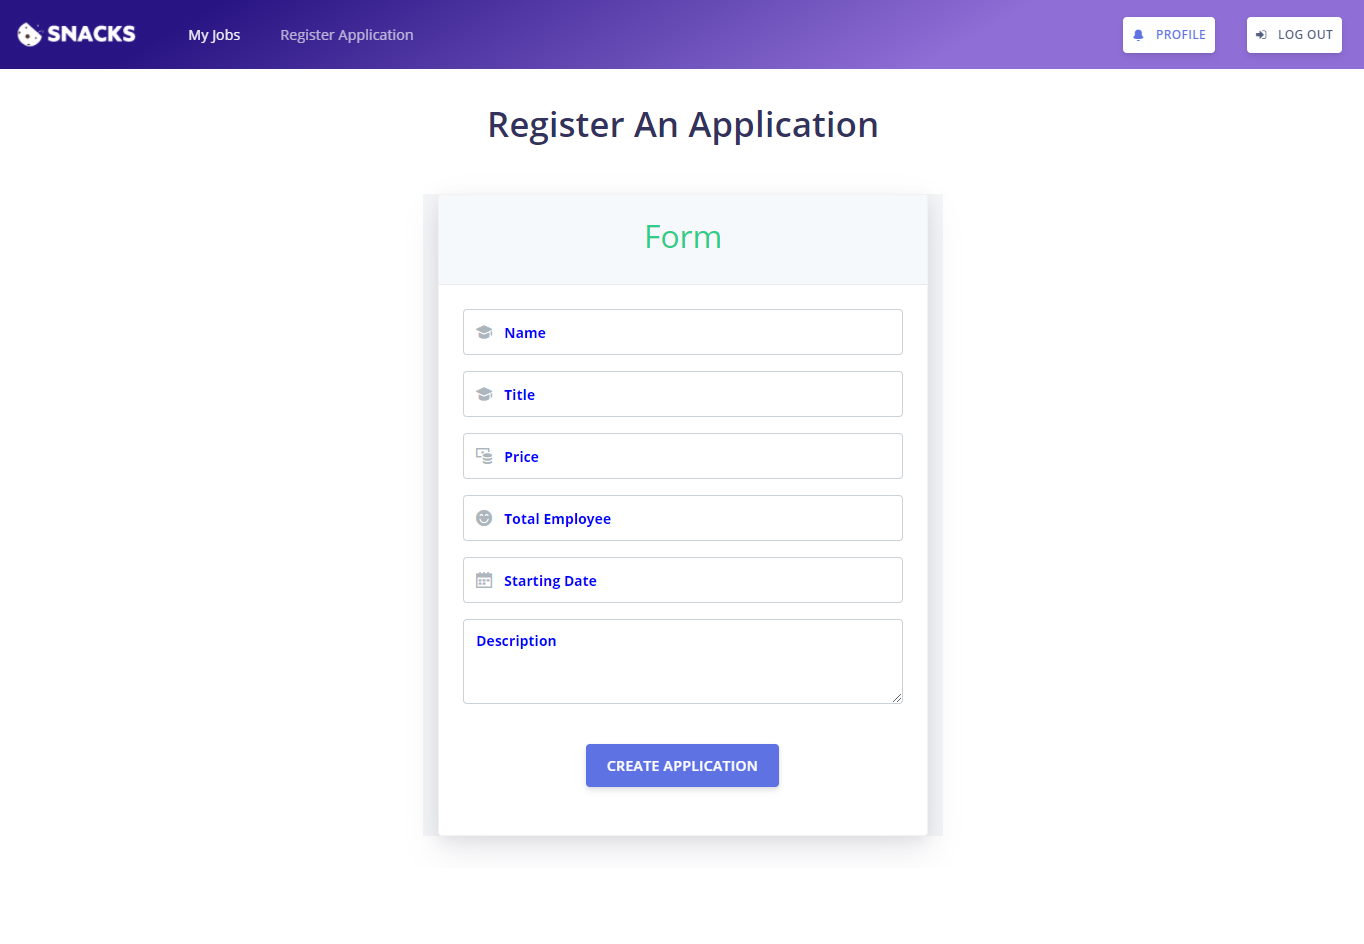 SNACKS My Jobs Register Application PROFILE LOG OUT
Register An Application
Form
Name
Title
Price
Total Employee
Starting Date
Description
CREATE APPLICATION